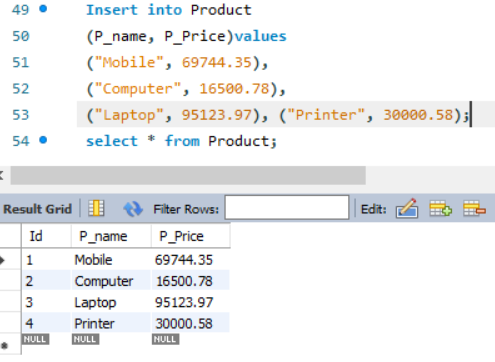 49 Insert into Product
50 (P_name, P_Price)values
51 ("Mobile", 69744.35),
52 ("Computer", 16500.78),
53 ("Laptop", 95123.97), ("Printer", 30000.58);
54 select * from Product;
Result Grid Filter Rows: Edit:
Id P_name P_Price
1 Mobile 69744.35
2 Computer 16500.78
3 Laptop 95123.97
4 Printer 30000.58
NULL NULL NULL